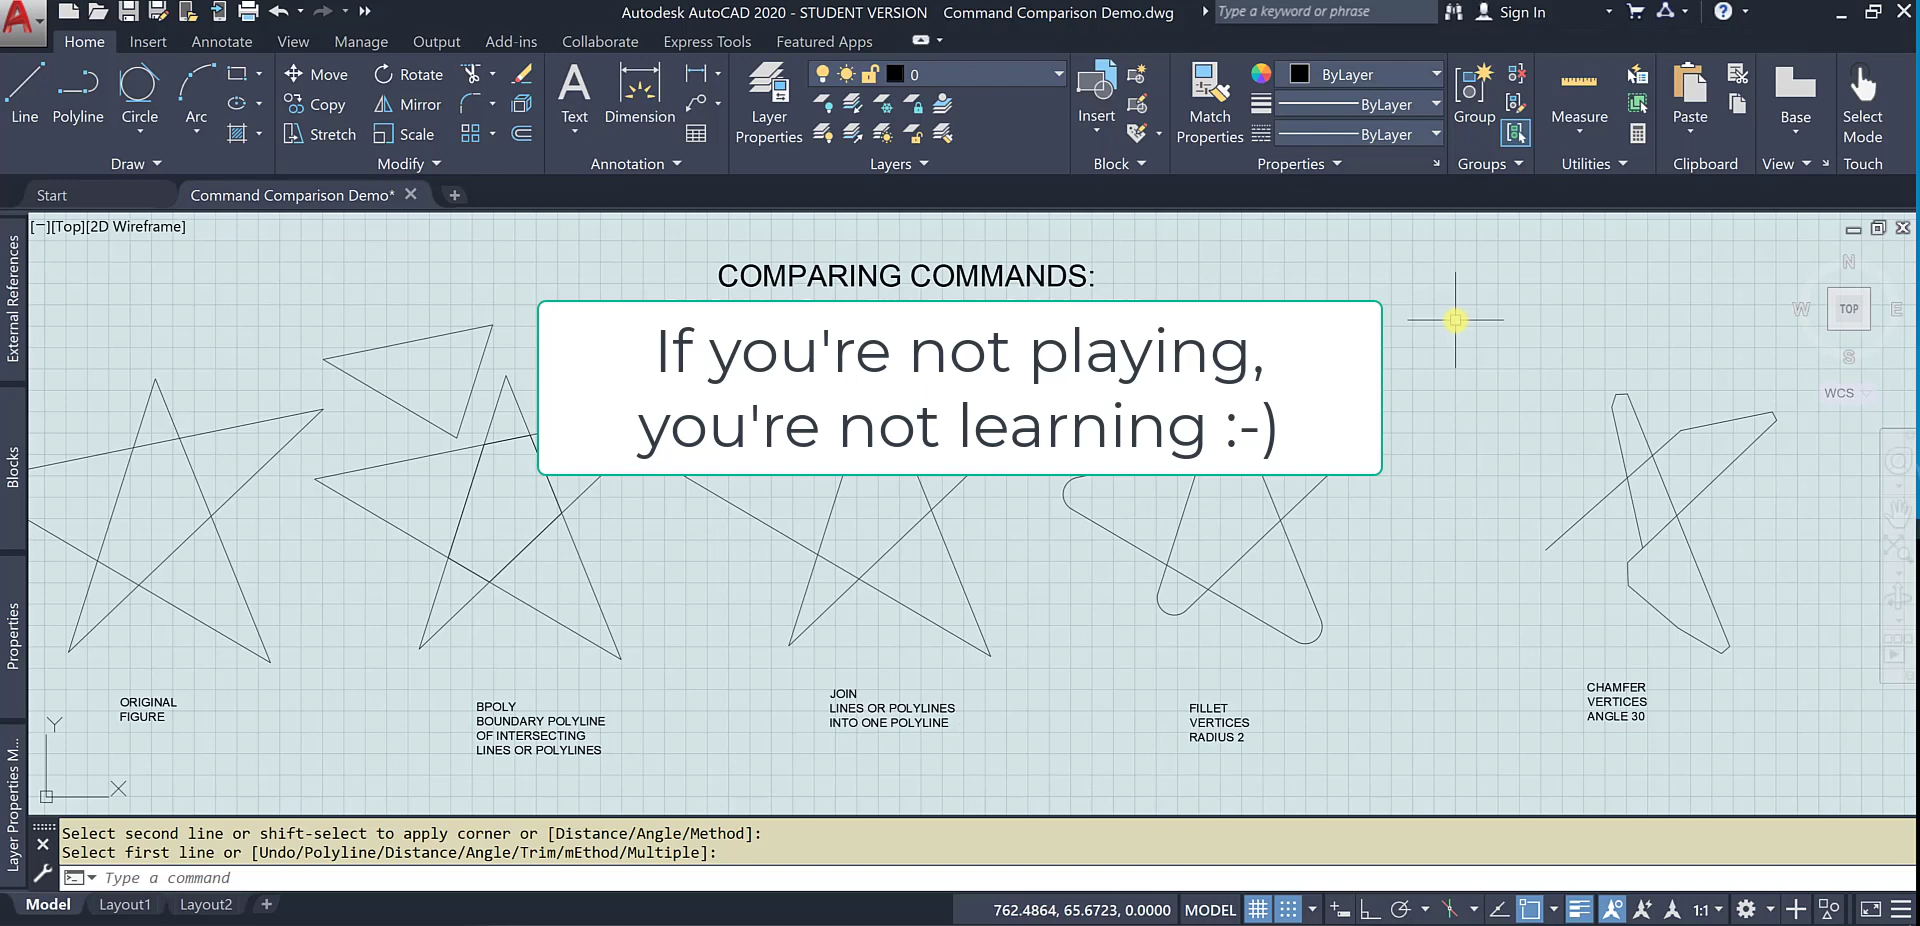 Autodesk AutoCAD 2020 - STUDENT VERSION Command Comparison Demo.dwg
Type a keyword or phrase
Sign In
Home Insert Annotate View Manage Output Add-ins Collaborate Express Tools Featured Apps
Line
Polyline
Circle
Arc
Draw
Move
Rotate
Copy
Mirror
Stretch
Scale
Modify
Text
Dimension
Annotation
Layer
Properties
0
Layers
Insert
Block
Match
Properties
ByLayer
ByLayer
ByLayer
Properties
Group
Groups
Measure
Utilities
Paste
Clipboard
Base
View
Select
Mode
Touch
Start
Command Comparison Demo*
[−][Top][2D Wireframe]
External References
Blocks
Properties
Layer Properties M...
COMPARING COMMANDS:
If you're not playing,
you're not learning :-)
N
W
TOP
E
S
WCS
ORIGINAL
FIGURE
BPOLY
BOUNDARY POLYLINE
OF INTERSECTING
LINES OR POLYLINES
JOIN
LINES OR POLYLINES
INTO ONE POLYLINE
FILLET
VERTICES
RADIUS 2
CHAMFER
VERTICES
ANGLE 30
Y
X
Select second line or shift-select to apply corner or [Distance/Angle/Method]:
Select first line or [Undo/Polyline/Distance/Angle/Trim/mEthod/Multiple]:
Type a command
Model Layout1 Layout2
762.4864, 65.6723, 0.0000 MODEL 1:1